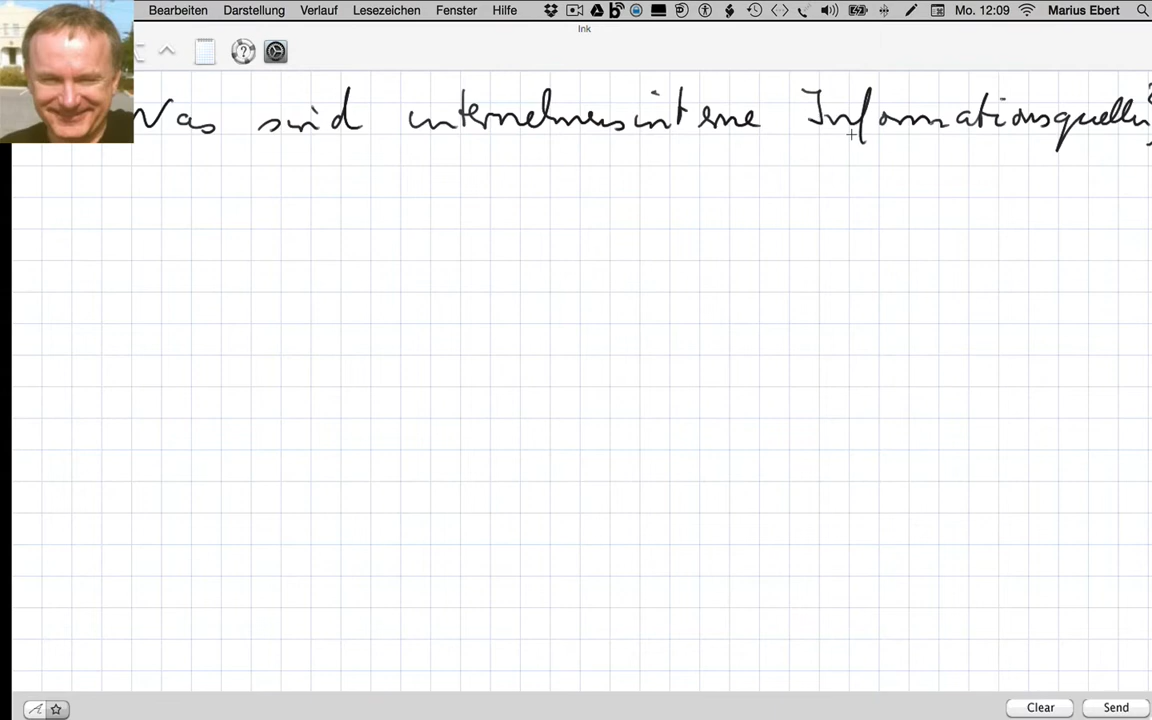 Bearbeiten Darstellung Verlauf Lesezeichen Fenster Hilfe Mo. 12:09 Marius Ebert
Ink
Was sind unternehmensinterne Informationsquellen?
Clear Send